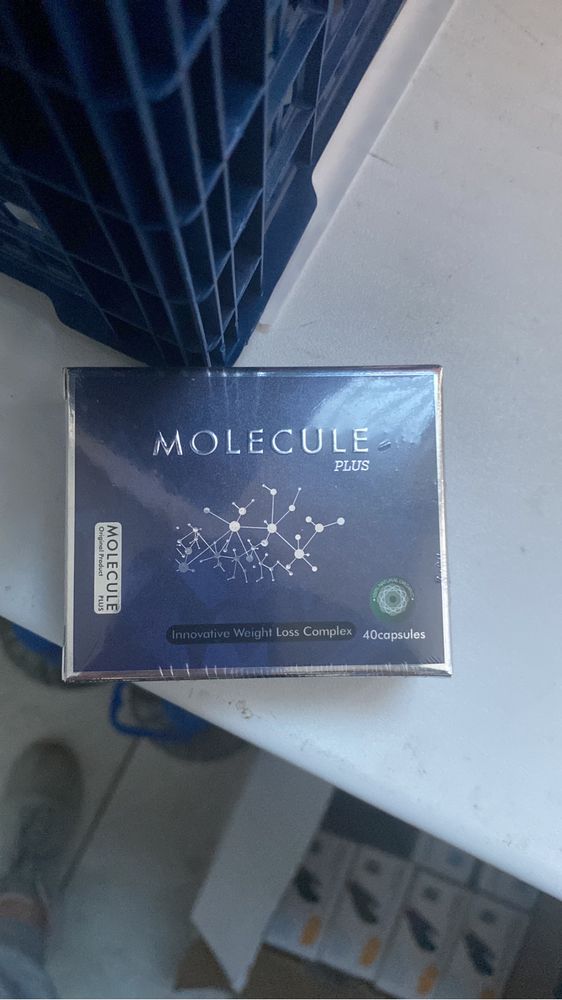 MOLECULE
PLUS
MOLECULE PLUS
Original Product
Innovative Weight Loss Complex
40capsules